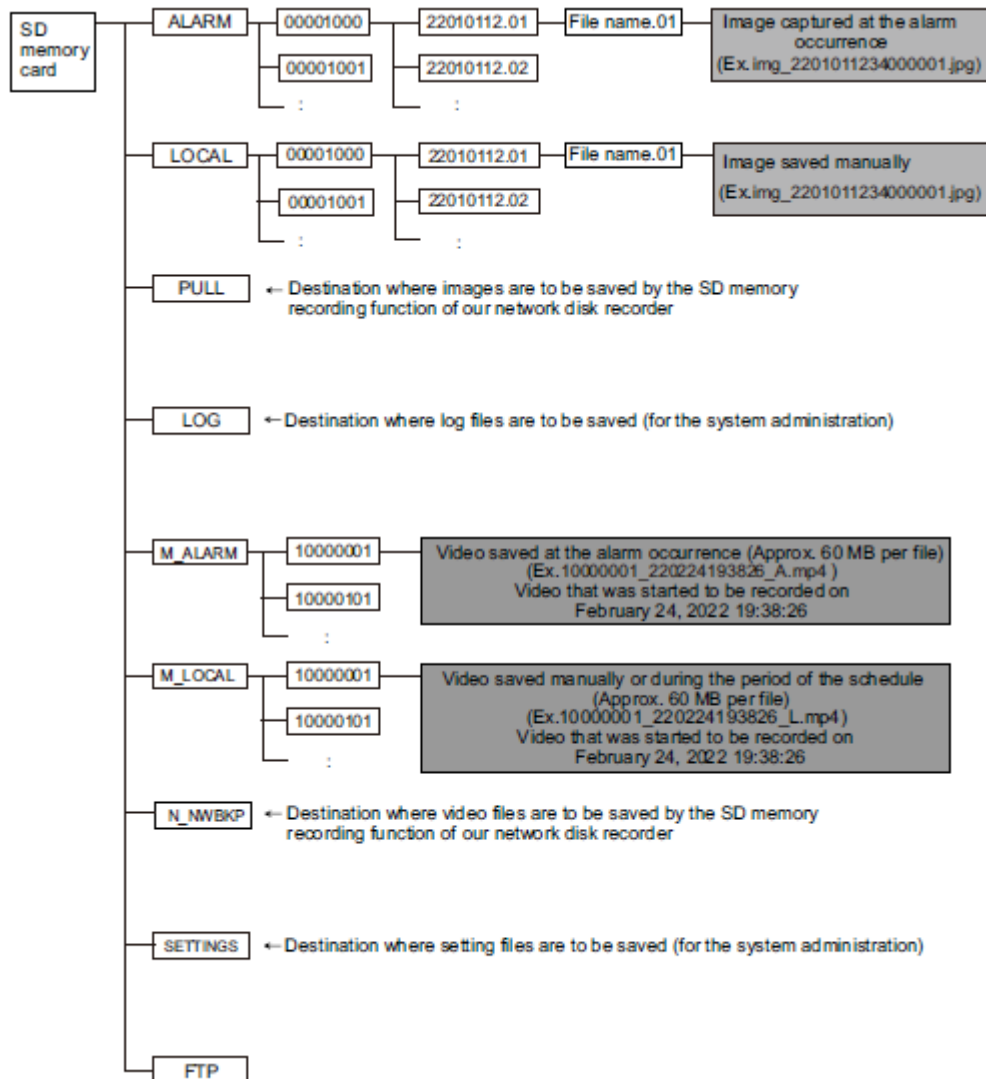 SD
memory
card
ALARM 00001000 22010112.01 File name.01 Image captured at the alarm
occurrence
(Ex.img_2201011234000001.jpg)
00001001 22010112.02
: :
LOCAL 00001000 22010112.01 File name.01 Image saved manually
(Ex.img_2201011234000001.jpg)
00001001 22010112.02
: :
PULL ← Destination where images are to be saved by the SD memory
recording function of our network disk recorder
LOG ← Destination where log files are to be saved (for the system administration)
M_ALARM 10000001 Video saved at the alarm occurrence (Approx. 60 MB per file)
(Ex.10000001_220224193826_A.mp4 )
10000101 Video that was started to be recorded on
February 24, 2022 19:38:26
:
M_LOCAL 10000001 Video saved manually or during the period of the schedule
(Approx. 60 MB per file)
10000101 (Ex.10000001_220224193826_L.mp4)
Video that was started to be recorded on
: February 24, 2022 19:38:26
N_NWBKP ← Destination where video files are to be saved by the SD memory
recording function of our network disk recorder
SETTINGS ← Destination where setting files are to be saved (for the system administration)
FTP